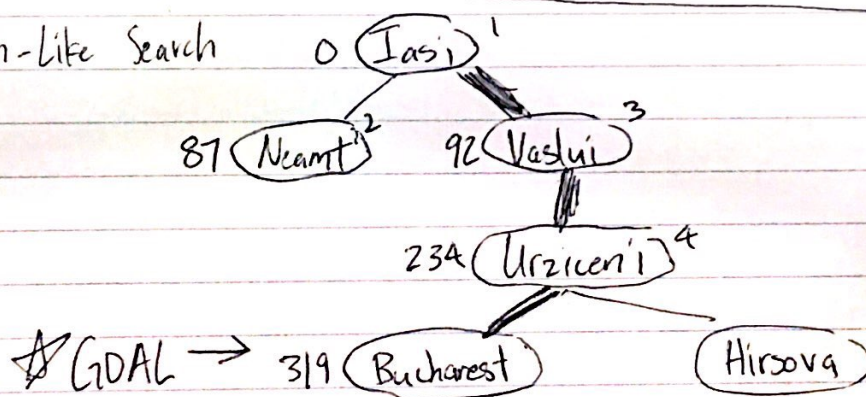 n-Like Search 0 Iasi 1
87 Neamt 2 92 Vaslui 3
234 Urziceni 4
☆ GOAL → 319 Bucharest Hirsova